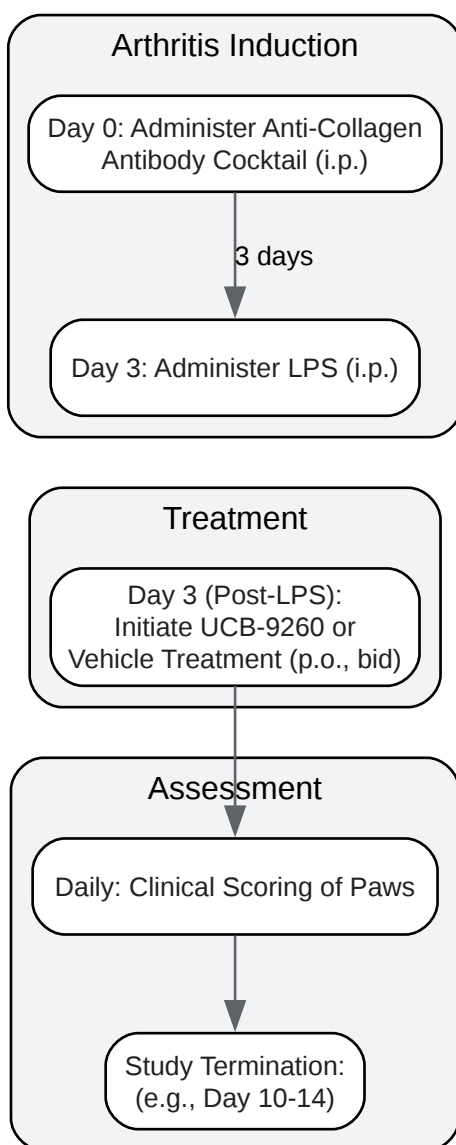 Arthritis Induction
Day 0: Administer Anti-Collagen
Antibody Cocktail (i.p.)
3 days
Day 3: Administer LPS (i.p.)
Treatment
Day 3 (Post-LPS):
Initiate UCB-9260 or
Vehicle Treatment (p.o., bid)
Assessment
Daily: Clinical Scoring of Paws
Study Termination:
(e.g., Day 10-14)